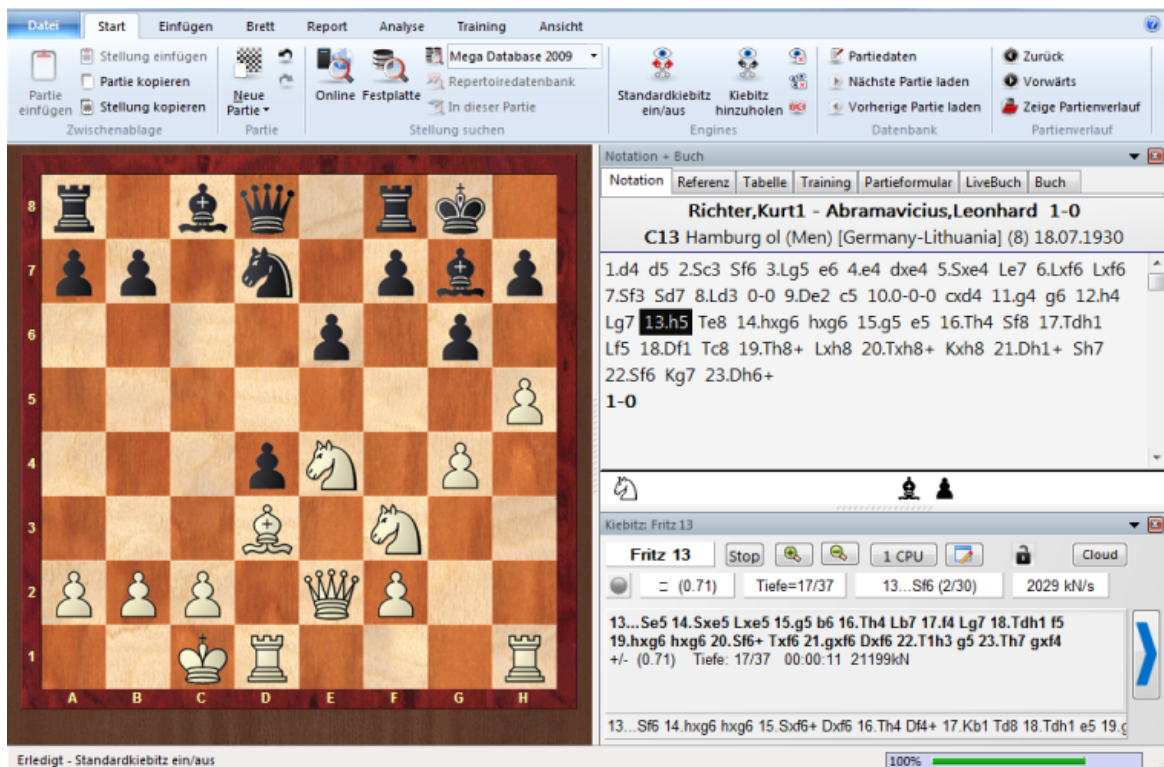 Datei Start Einfügen Brett Report Analyse Training Ansicht
Partie einfügen
Stellung einfügen
Partie kopieren
Stellung kopieren
Zwischenablage
Neue Partie
Partie
Online Festplatte
Mega Database 2009
Repertoiredatenbank
In dieser Partie
Stellung suchen
Standardkiebitz ein/aus
Kiebitz hinzuholen
Engines
Partiedaten
Nächste Partie laden
Vorherige Partie laden
Datenbank
Zurück
Vorwärts
Zeige Partienverlauf
Partienverlauf
8
7
6
5
4
3
2
1
A B C D E F G H
Notation + Buch
Notation Referenz Tabelle Training Partieformular LiveBuch Buch
Richter,Kurt1 - Abramavicius,Leonhard 1-0
C13 Hamburg ol (Men) [Germany-Lithuania] (8) 18.07.1930
1.d4 d5 2.Sc3 Sf6 3.Lg5 e6 4.e4 dxe4 5.Sxe4 Le7 6.Lxf6 Lxf6
7.Sf3 Sd7 8.Ld3 0-0 9.De2 c5 10.0-0-0 cxd4 11.g4 g6 12.h4
Lg7 13.h5 Te8 14.hxg6 hxg6 15.g5 e5 16.Th4 Sf8 17.Tdh1
Lf5 18.Df1 Tc8 19.Th8+ Lxh8 20.Txh8+ Kxh8 21.Dh1+ Sh7
22.Sf6 Kg7 23.Dh6+
1-0
Kiebitz: Fritz 13
Fritz 13 Stop 1 CPU Cloud
(0.71) Tiefe=17/37 13...Sf6 (2/30) 2029 kN/s
13...Se5 14.Sxe5 Lxe5 15.g5 b6 16.Th4 Lb7 17.f4 Lg7 18.Tdh1 f5
19.hxg6 hxg6 20.Sf6+ Txf6 21.gxf6 Dxf6 22.T1h3 g5 23.Th7 gxf4
+/- (0.71) Tiefe: 17/37 00:00:11 21199kN
13...Sf6 14.hxg6 hxg6 15.Sxf6+ Dxf6 16.Th4 Df4+ 17.Kb1 Td8 18.Tdh1 e5 19.g
Erledigt - Standardkiebitz ein/aus
100%